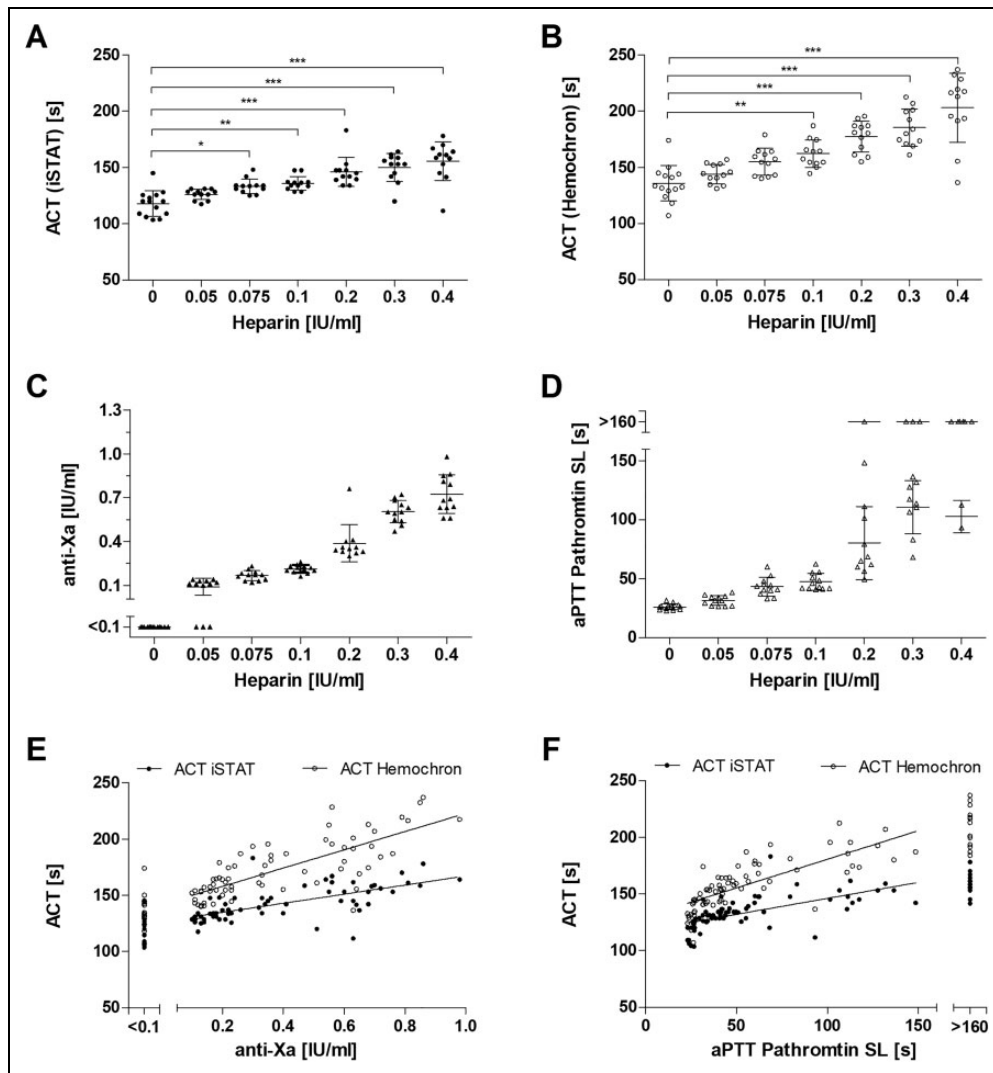 A
ACT (iSTAT) [s]
250
200
150
100
50
***
***
***
**
*
0 0.05 0.075 0.1 0.2 0.3 0.4
Heparin [IU/ml]
B
ACT (Hemochron) [s]
250
200
150
100
50
***
***
***
**
0 0.05 0.075 0.1 0.2 0.3 0.4
Heparin [IU/ml]
C
anti-Xa [IU/ml]
1.3
1.0
0.7
0.4
0.1
<0.1
0 0.05 0.075 0.1 0.2 0.3 0.4
Heparin [IU/ml]
D
aPTT Pathromtin SL [s]
>160
150
100
50
0
0 0.05 0.075 0.1 0.2 0.3 0.4
Heparin [IU/ml]
E
ACT iSTAT ACT Hemochron
ACT [s]
250
200
150
100
50
<0.1 0.2 0.4 0.6 0.8 1.0
anti-Xa [IU/ml]
F
ACT iSTAT ACT Hemochron
ACT [s]
250
200
150
100
50
0 50 100 150 >160
aPTT Pathromtin SL [s]